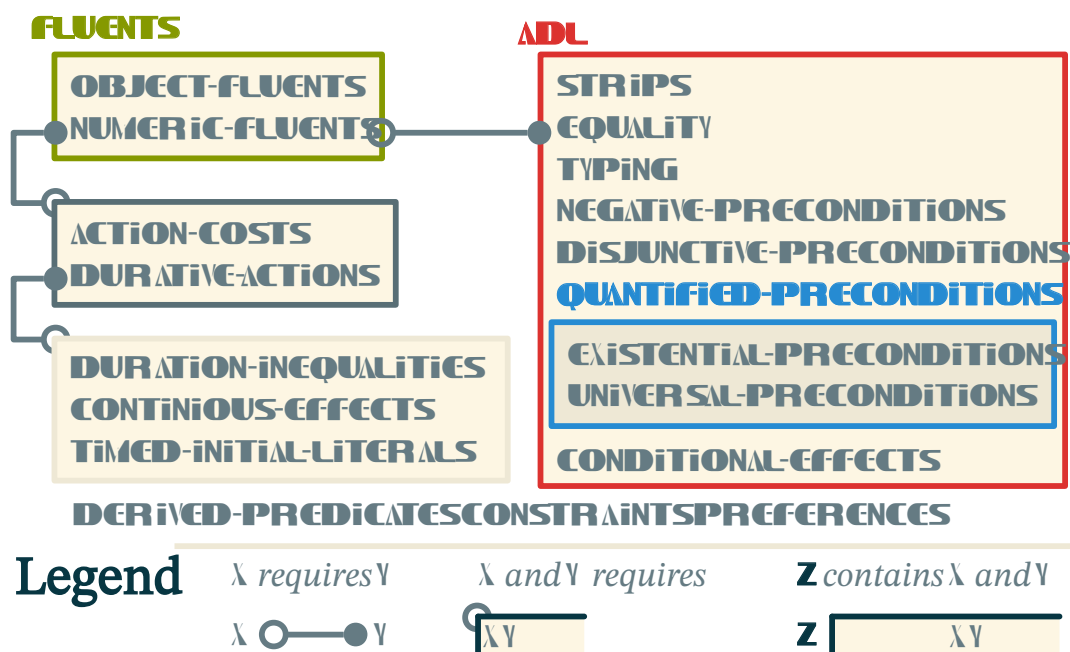 FLUENTS
OBJECT-FLUENTS
NUMERIC-FLUENTS
ACTION-COSTS
DURATIVE-ACTIONS
DURATION-INEQUALITIES
CONTINIOUS-EFFECTS
TIMED-INITIAL-LITERALS
ADL
STRIPS
EQUALITY
TYPING
NEGATIVE-PRECONDITIONS
DISJUNCTIVE-PRECONDITIONS
QUANTIFIED-PRECONDITIONS
EXISTENTIAL-PRECONDITIONS
UNIVERSAL-PRECONDITIONS
CONDITIONAL-EFFECTS
DERIVED-PREDICATESCONSTRAINTSPREFERENCES
Legend
X requires Y
X and Y requires
Z contains X and Y
X Y
X Y
Z X Y